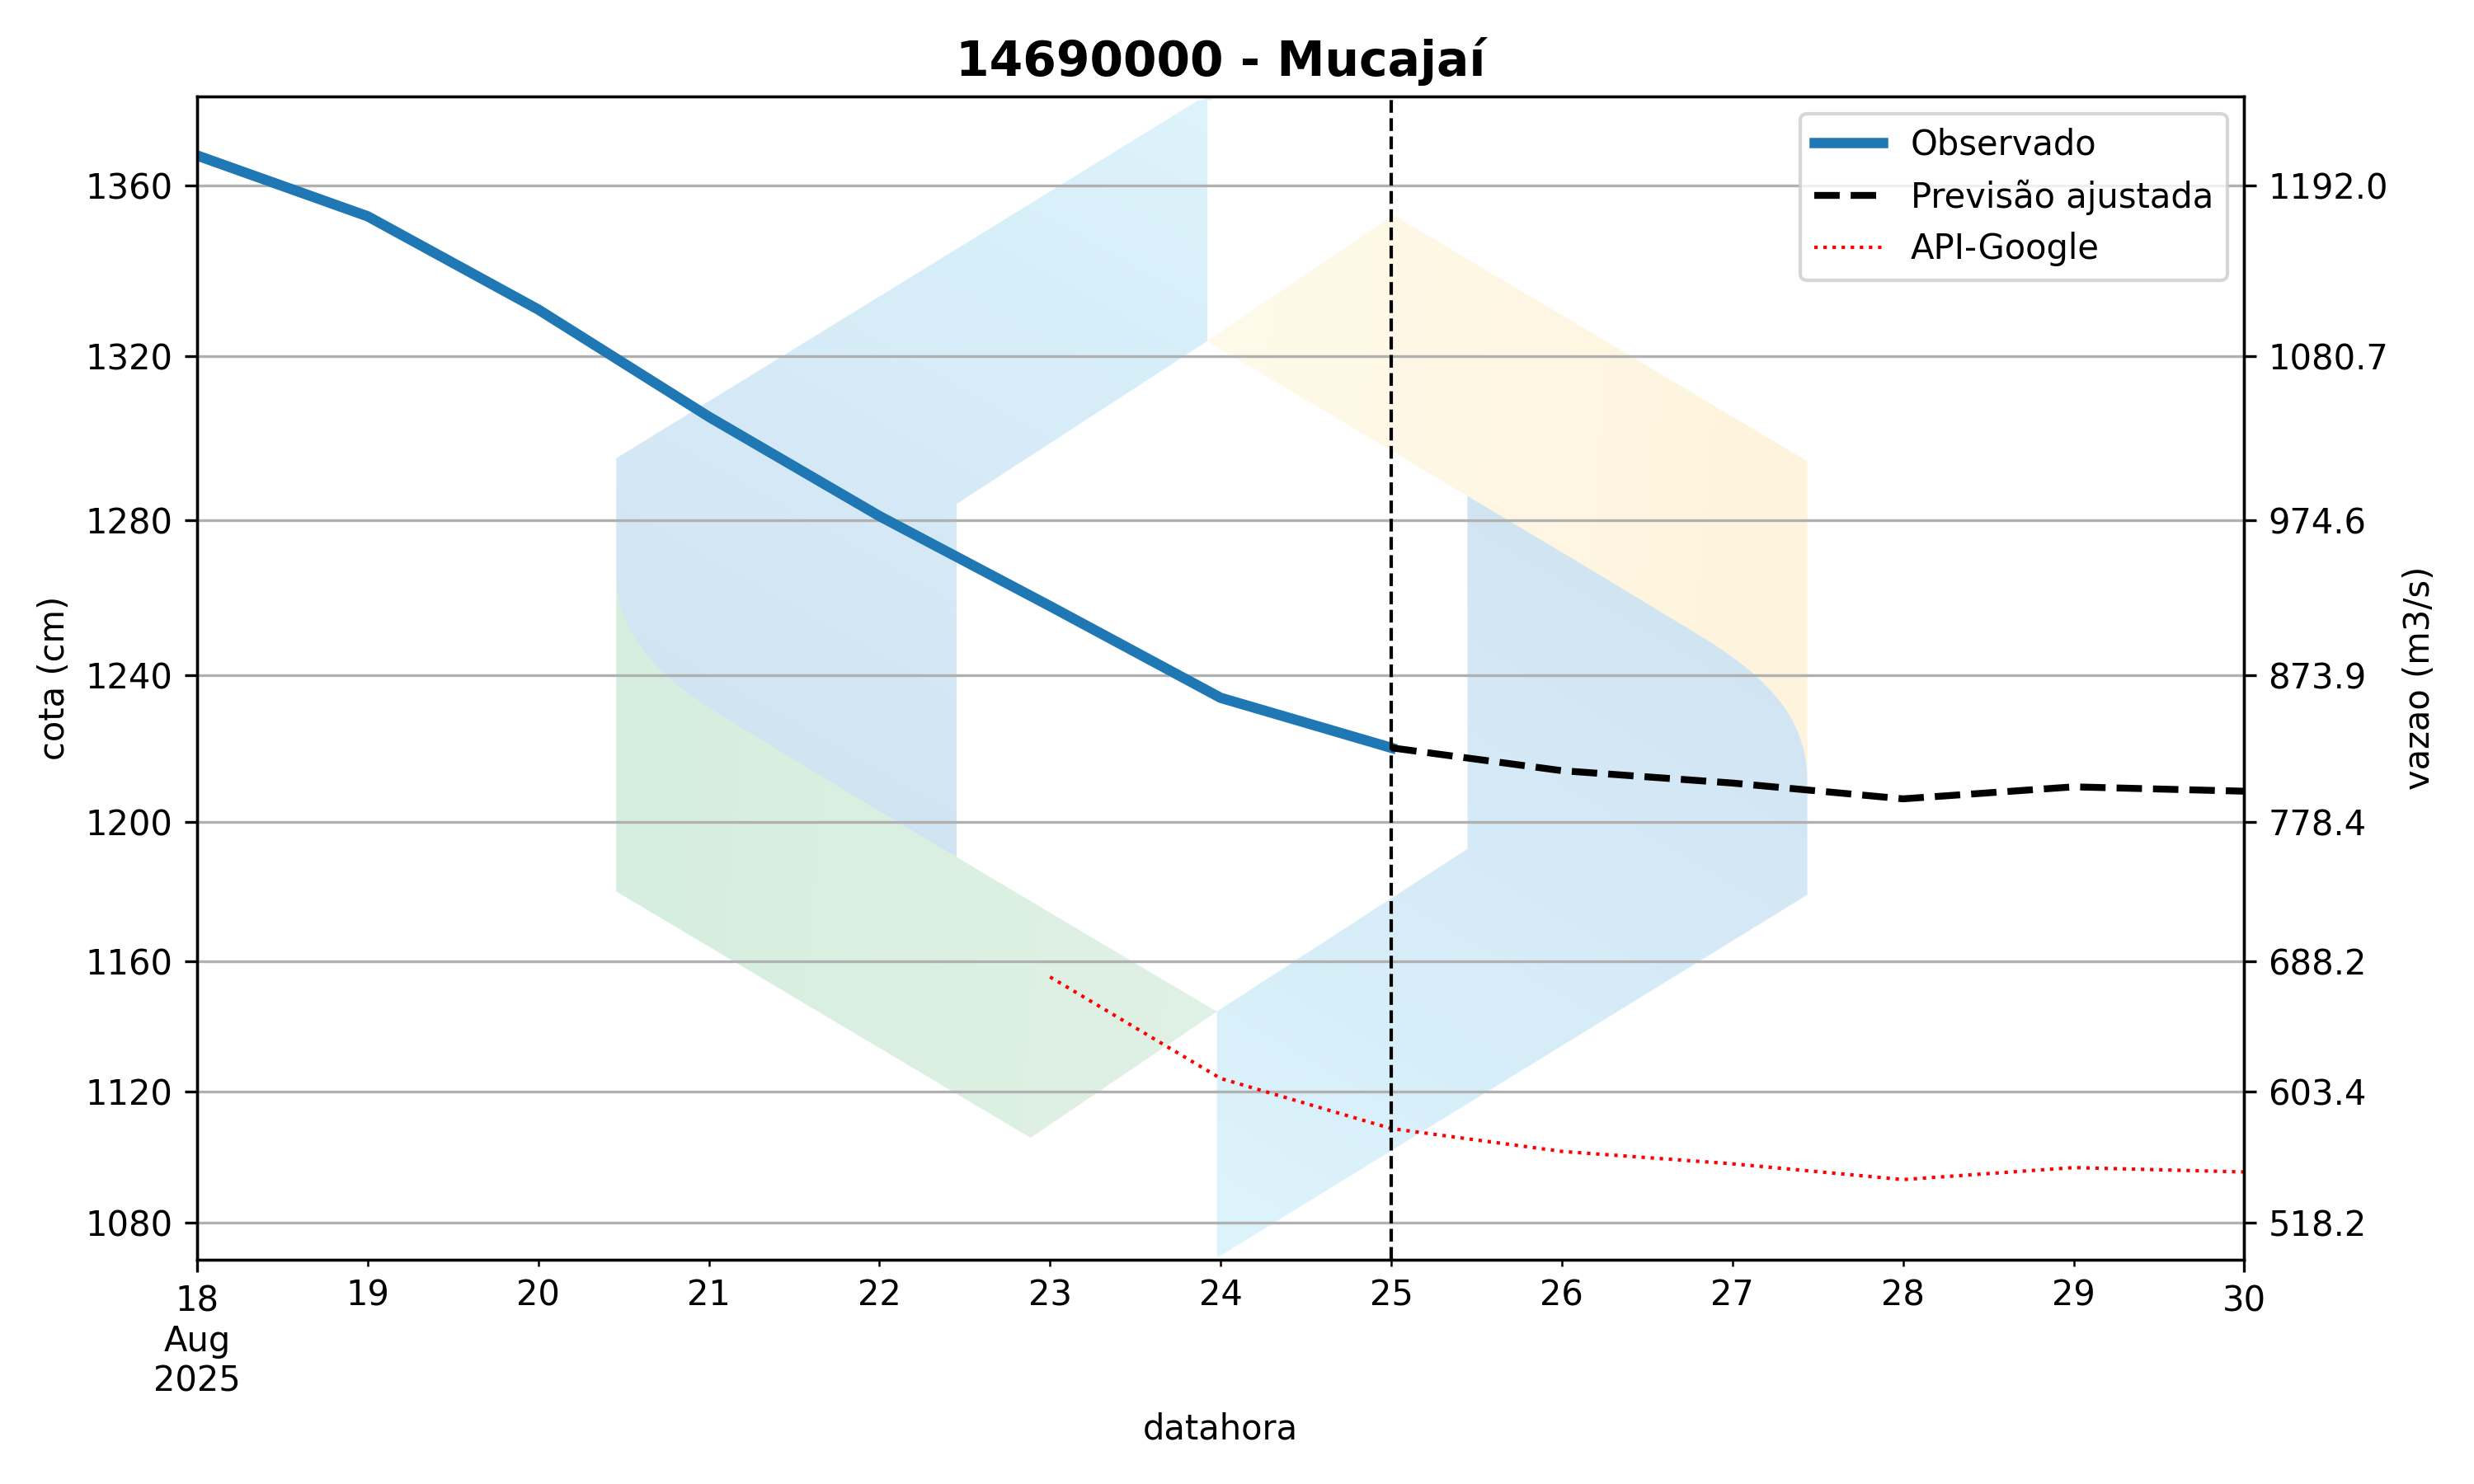 14690000 - Mucajaí
Observado
Previsão ajustada
API-Google
1360
1320
1280
1240
1200
1160
1120
1080
cota (cm)
1192.0
1080.7
974.6
873.9
778.4
688.2
603.4
518.2
vazao (m3/s)
18 19 20 21 22 23 24 25 26 27 28 29 30
Aug
2025
datahora